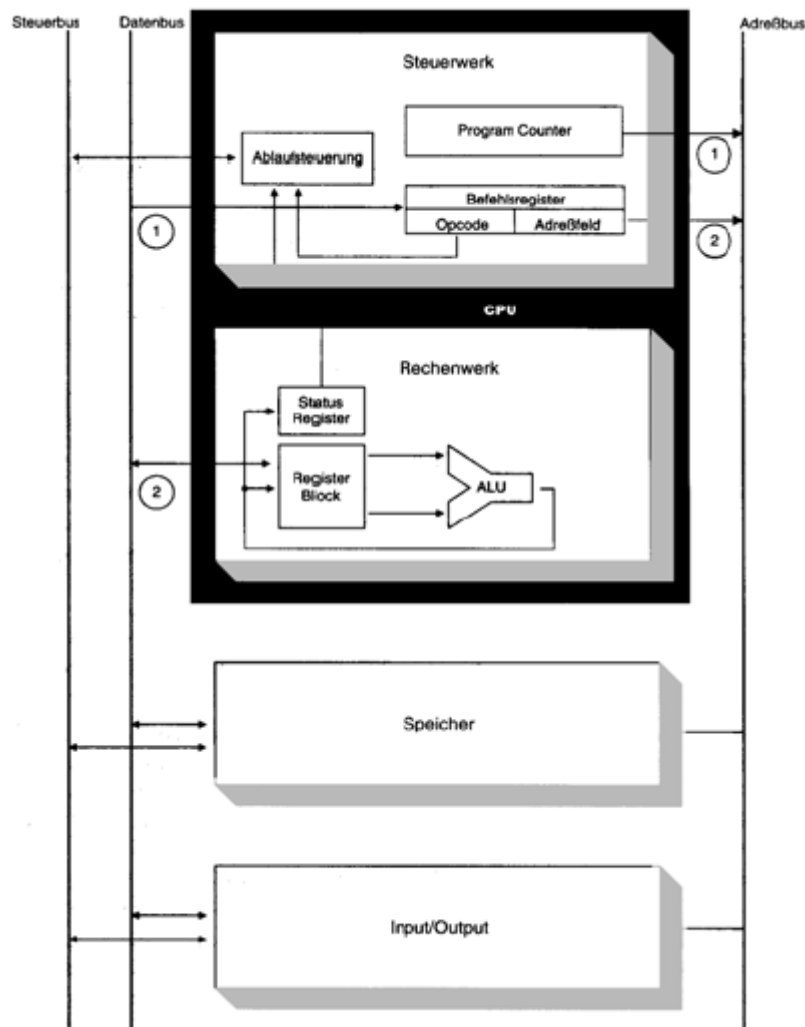 Steuerbus
Datenbus
Adreßbus
Steuerwerk
Program Counter
1
Ablaufsteuerung
Befehlsregister
Opcode
Adreßfeld
1
2
CPU
Rechenwerk
Status
Register
Register
Block
ALU
2
Speicher
Input/Output